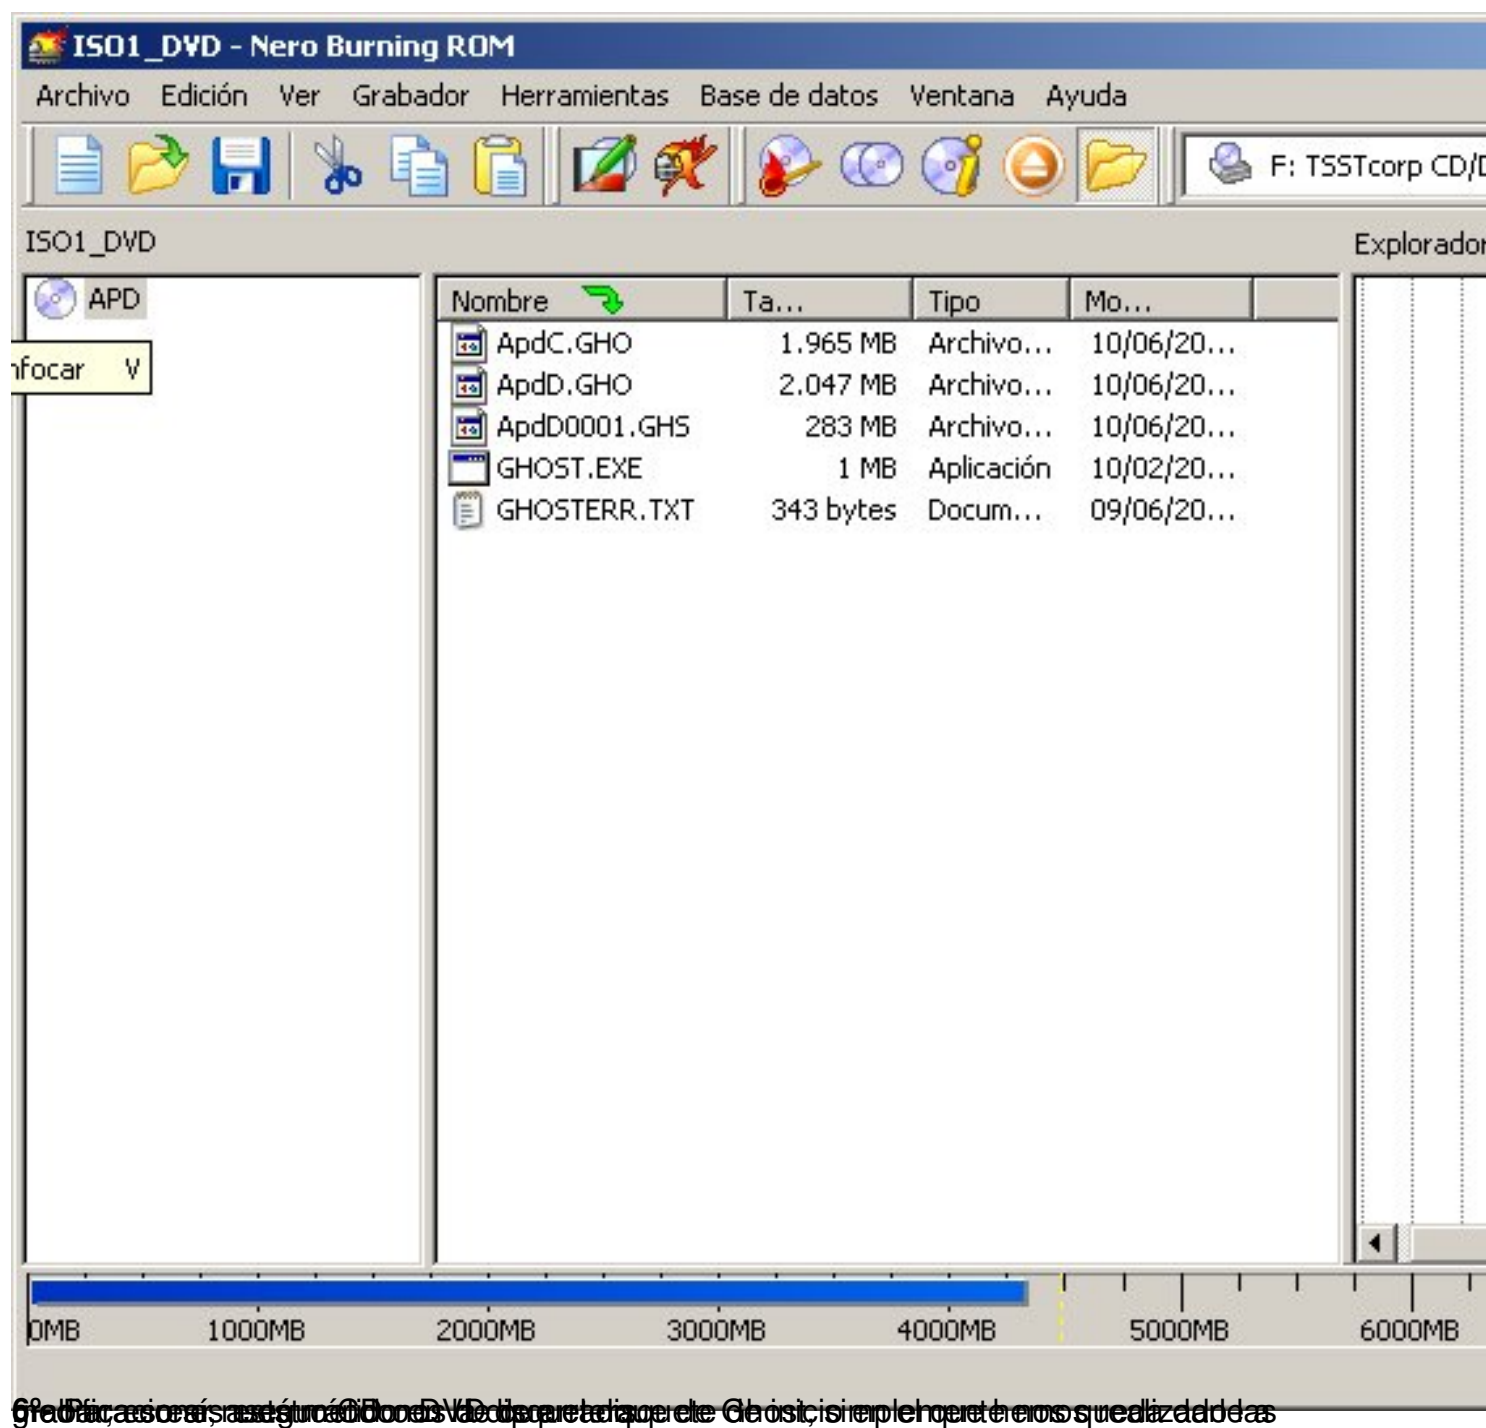 ISO1_DVD - Nero Burning ROM
Archivo Edición Ver Grabador Herramientas Base de datos Ventana Ayuda
F: TSSTcorp CD/D
ISO1_DVD
Explorador
APD
nfocar V
Nombre Ta... Tipo Mo...
ApdC.GHO 1.965 MB Archivo... 10/06/20...
ApdD.GHO 2.047 MB Archivo... 10/06/20...
ApdD0001.GHS 283 MB Archivo... 10/06/20...
GHOST.EXE 1 MB Aplicación 10/02/20...
GHOSTERR.TXT 343 bytes Docum... 09/06/20...
0MB 1000MB 2000MB 3000MB 4000MB 5000MB 6000MB